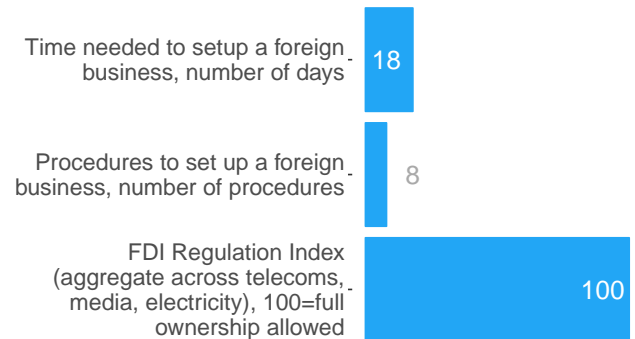 Time needed to setup a foreign
business, number of days
18
Procedures to set up a foreign
business, number of procedures
8
FDI Regulation Index
(aggregate across telecoms,
media, electricity), 100=full
ownership allowed
100